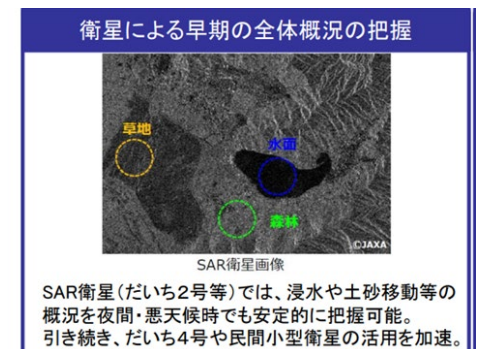 衛星による早期の全体概況の把握
草地
水面
森林
©JAXA
SAR衛星画像
SAR衛星（だいち２号等）では、浸水や土砂移動等の
概況を夜間・悪天候時でも安定的に把握可能。
引き続き、だいち４号や民間小型衛星の活用を加速。